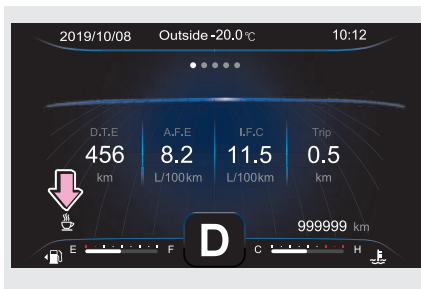 2019/10/08 Outside -20.0 ℃ 10:12
D.T.E A.F.E I.F.C Trip
456 8.2 11.5 0.5
km L/100km L/100km km
999999 km
E F D C H